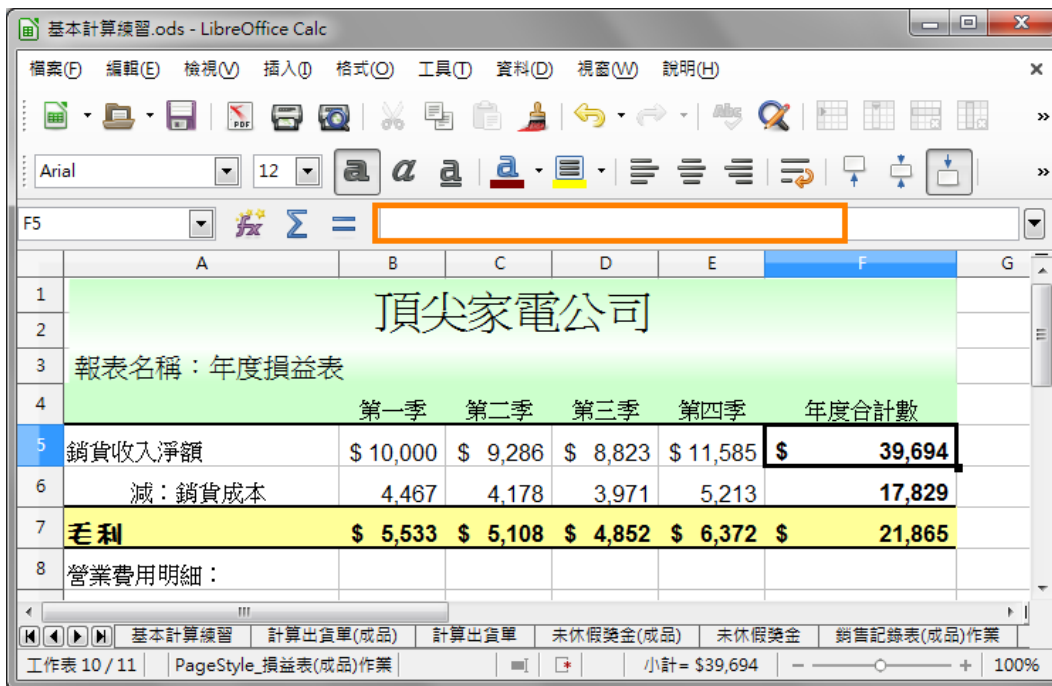 基本計算練習.ods - LibreOffice Calc
檔案(F) 編輯(E) 檢視(V) 插入(I) 格式(O) 工具(T) 資料(D) 視窗(W) 說明(H)
PDF Abc
Arial 12 a a a a
F5
A B C D E F G
1 頂尖家電公司
2
3 報表名稱：年度損益表
4 第一季 第二季 第三季 第四季 年度合計數
5 銷貨收入淨額 $ 10,000 $ 9,286 $ 8,823 $ 11,585 $ 39,694
6 減：銷貨成本 4,467 4,178 3,971 5,213 17,829
7 毛利 $ 5,533 $ 5,108 $ 4,852 $ 6,372 $ 21,865
8 營業費用明細：
基本計算練習 計算出貨單(成品) 計算出貨單 未休假獎金(成品) 未休假獎金 銷售記錄表(成品)作業
工作表 10 / 11 PageStyle_損益表(成品)作業 小計= $39,694 100%